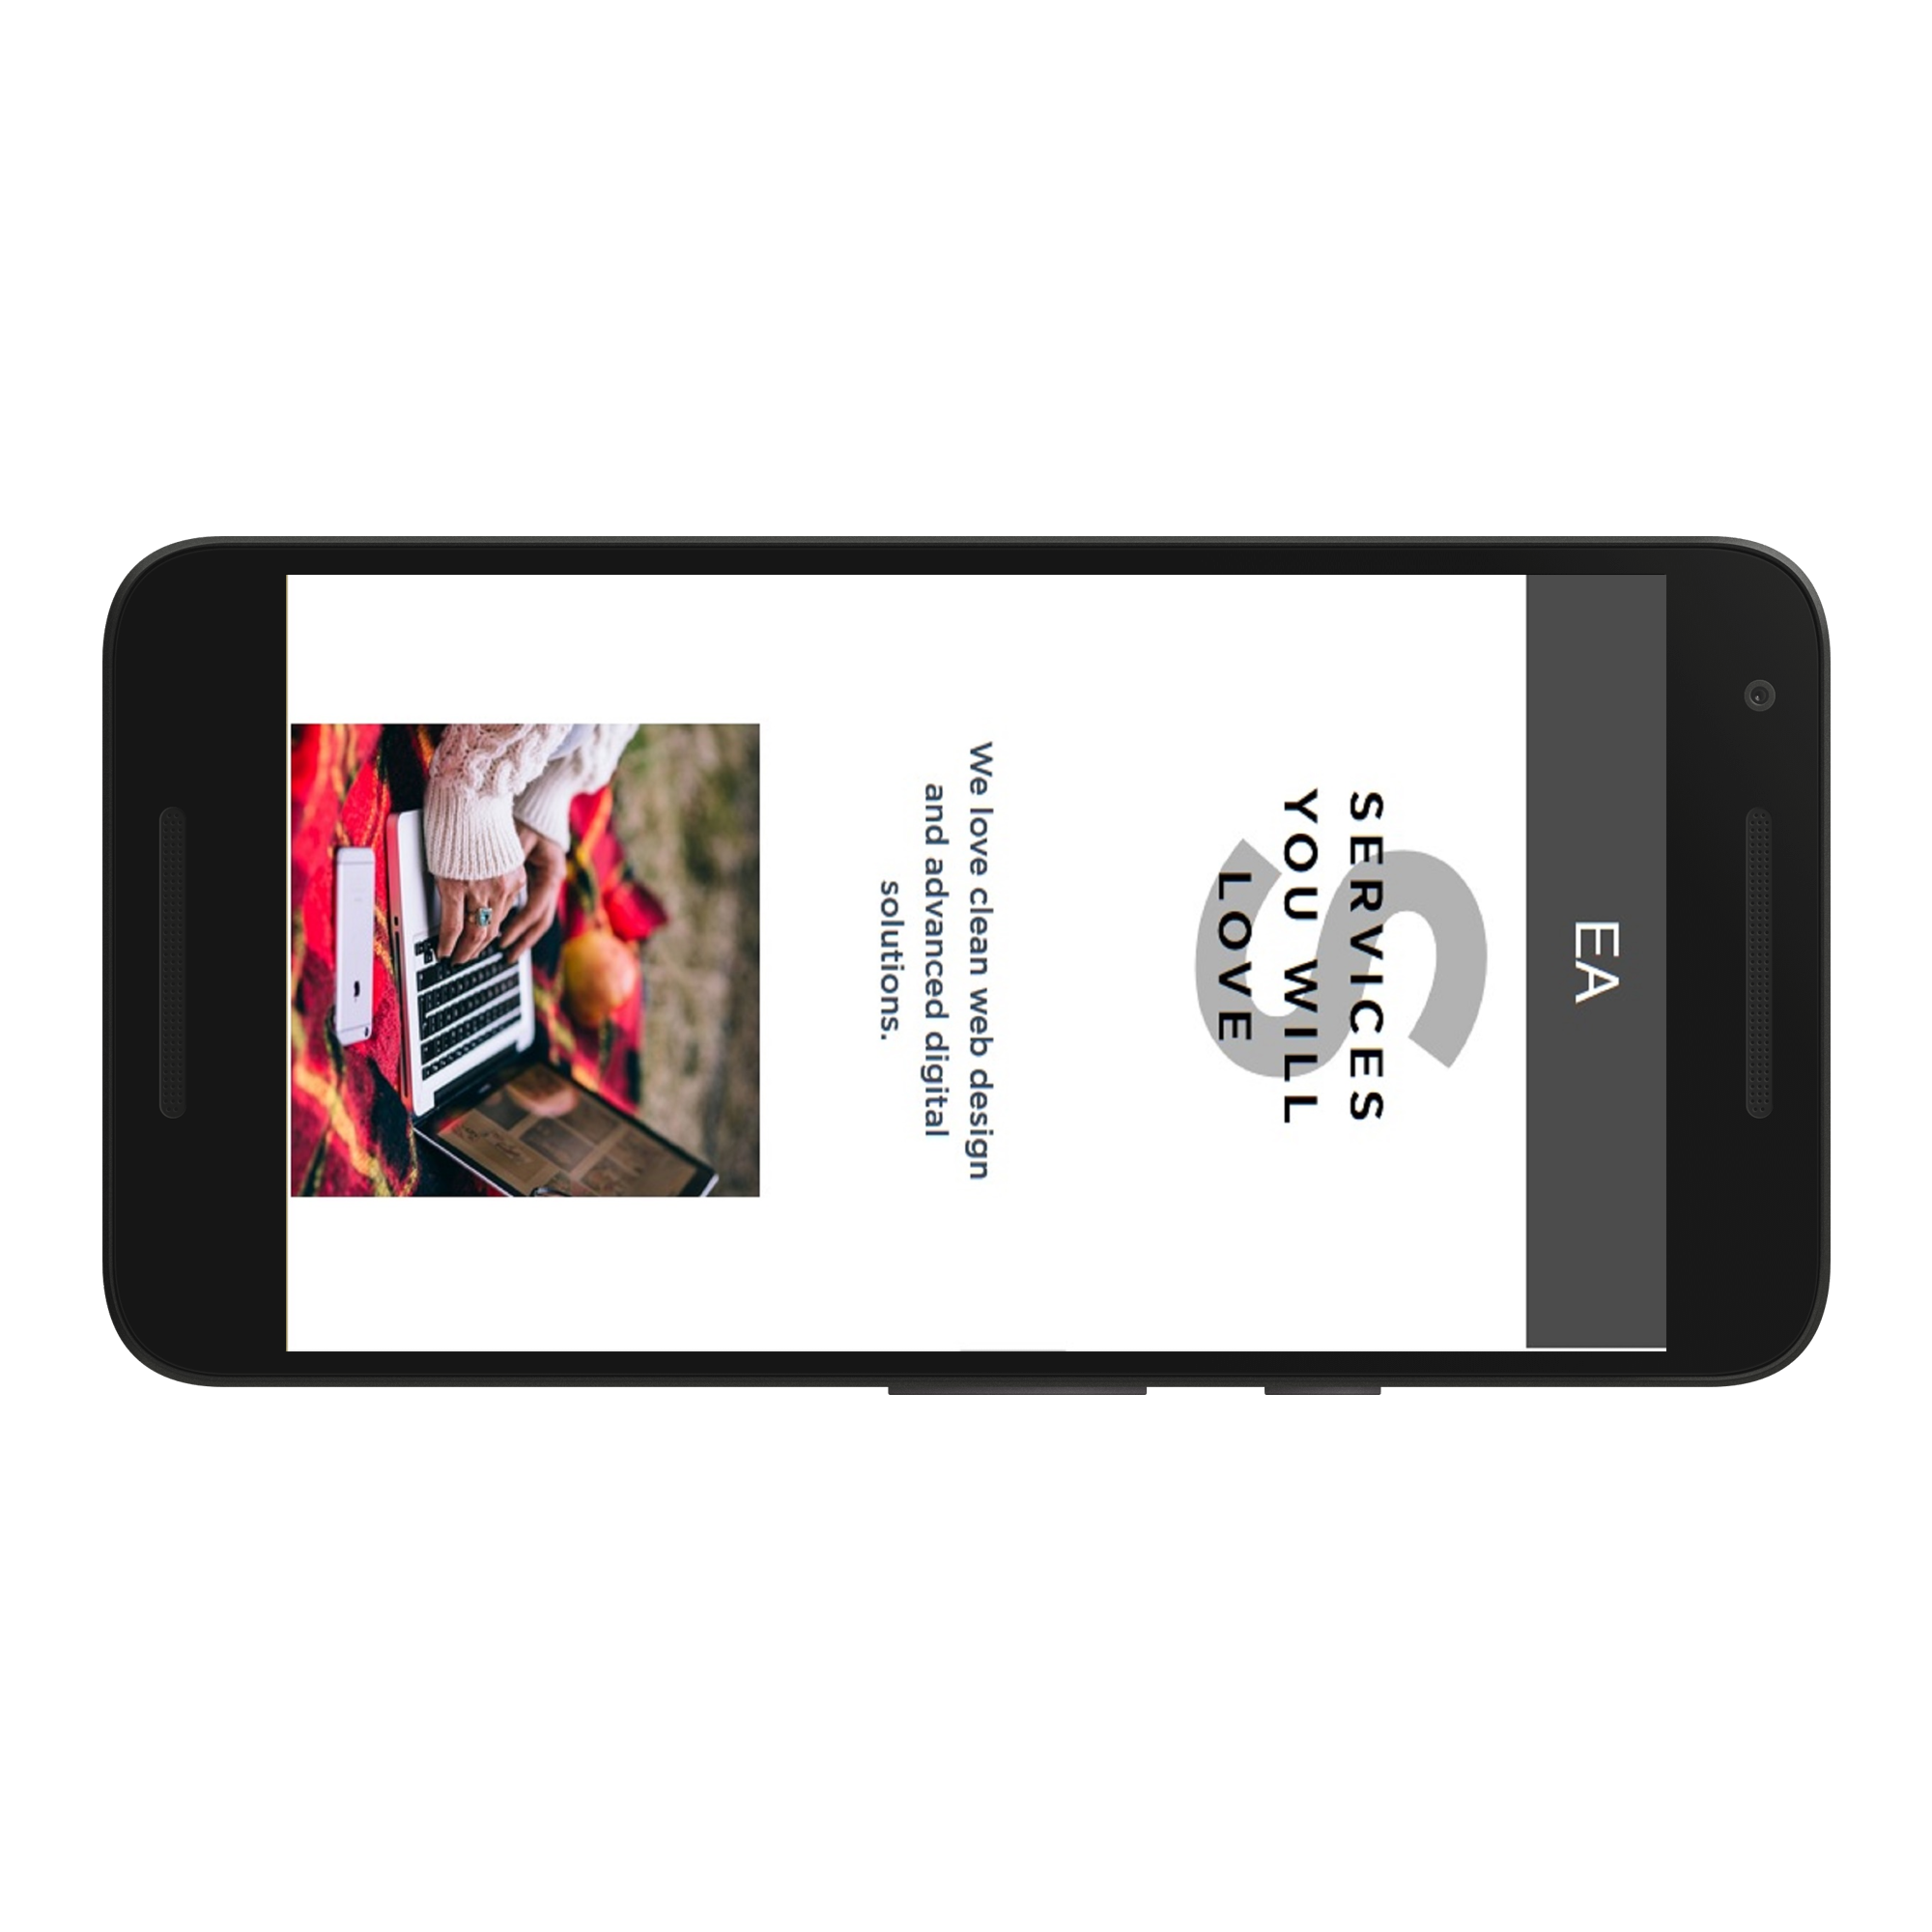 EA
S
SERVICES
YOU WILL
LOVE
We love clean web design
and advanced digital
solutions.